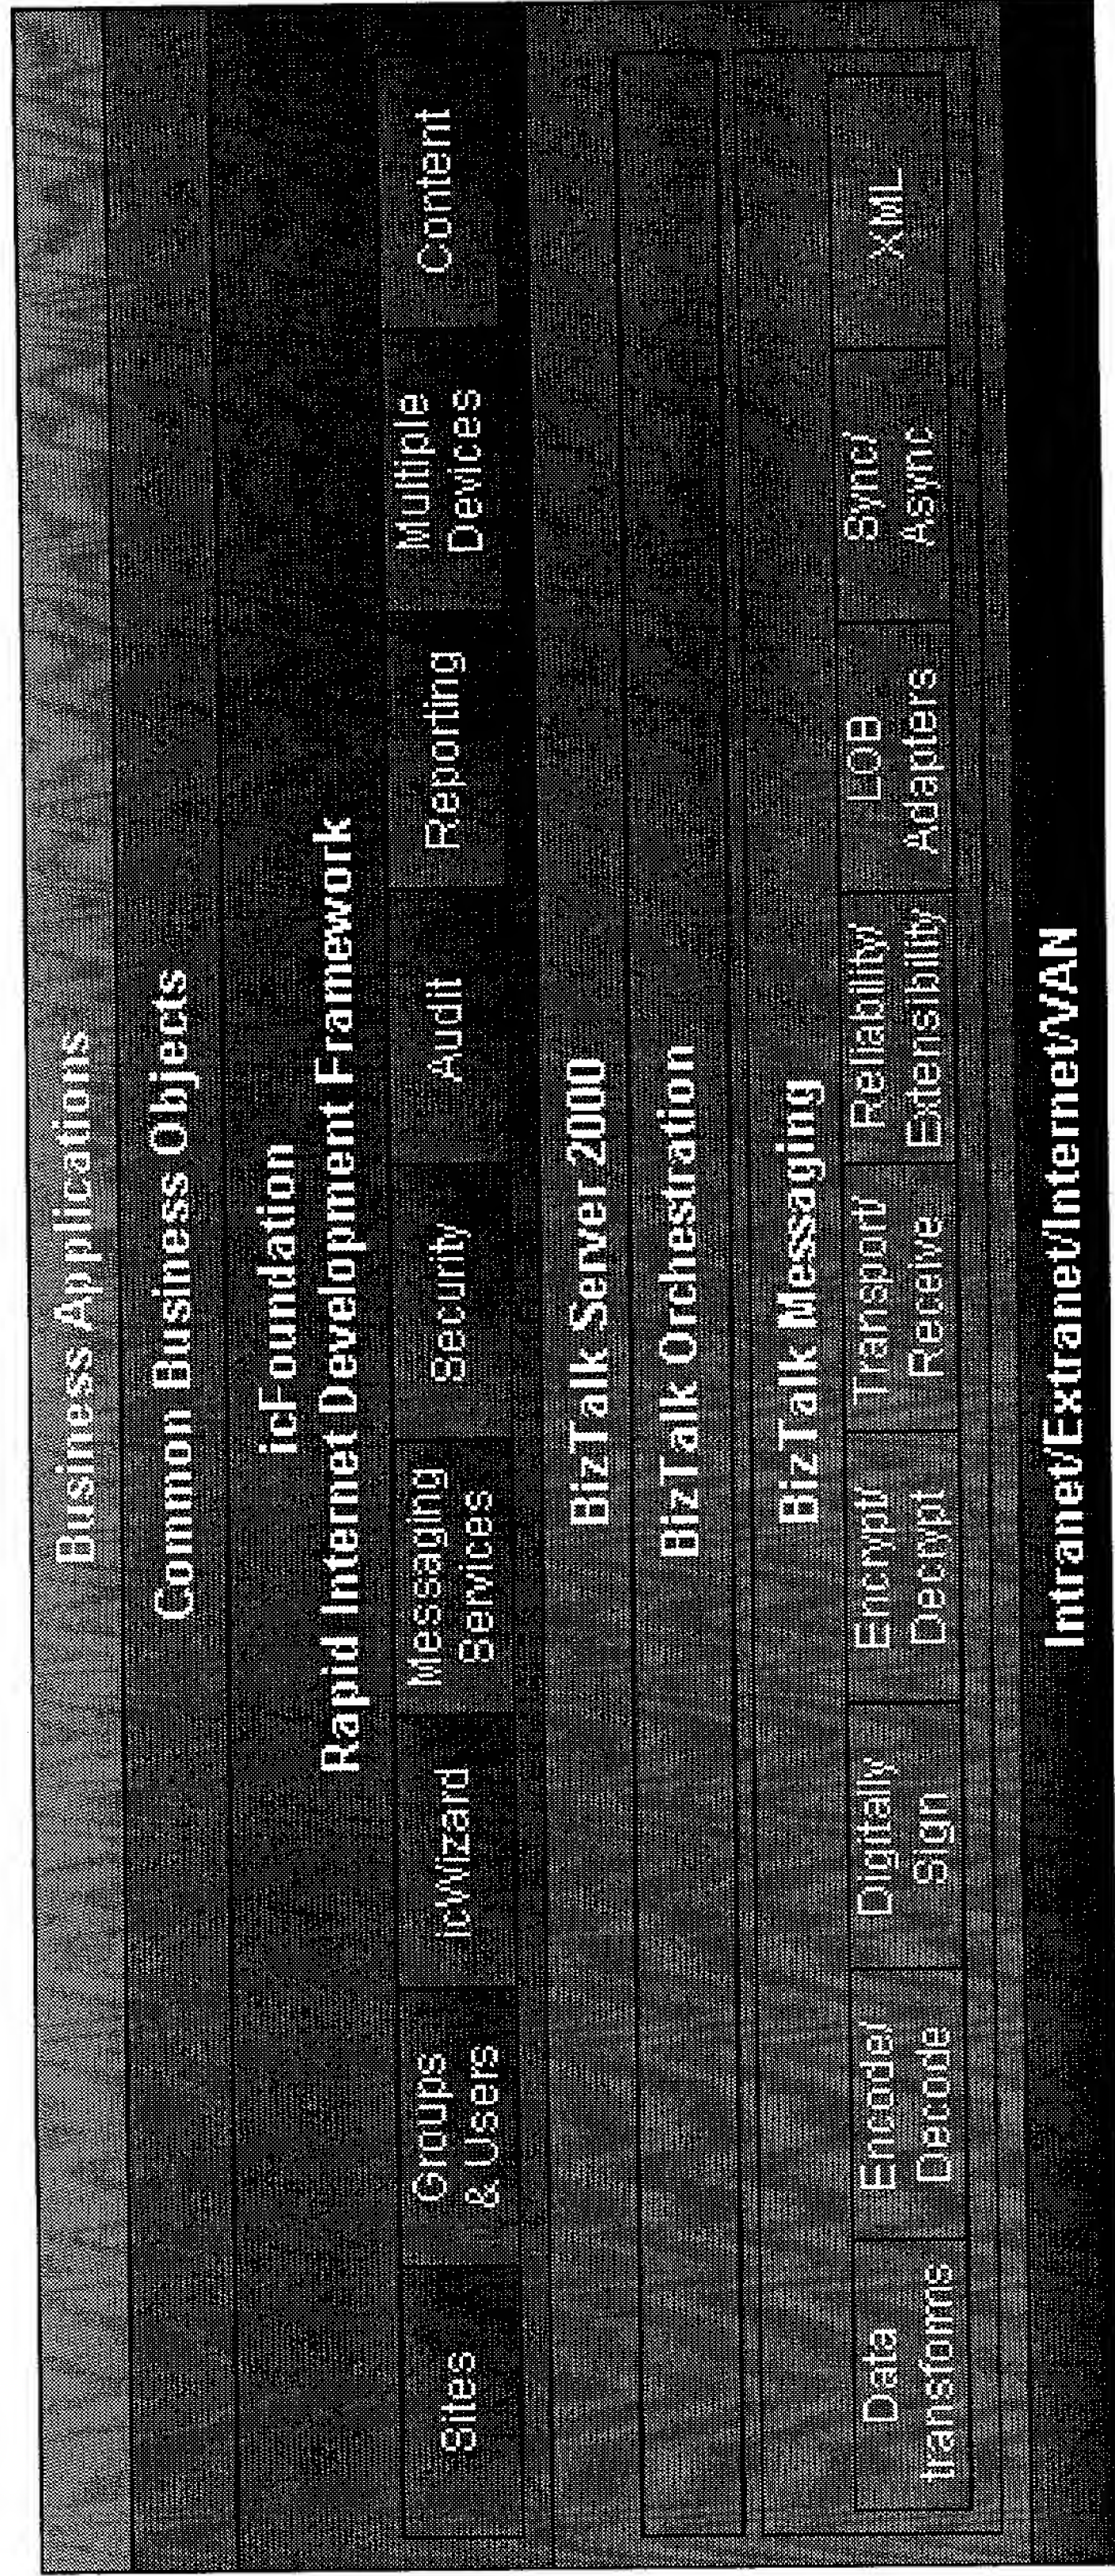 Business Applications
Common Business Objects
icFoundation
Rapid Internet Development Framework
Sites
Groups
& Users
icWizard
Messaging
Services
Security
Audit
Reporting
Multiple
Devices
Content
BizTalk Server 2000
BizTalk Orchestration
BizTalk Messaging
Data
transforms
Encode/
Decode
Digitally
Sign
Encrypt/
Decrypt
Transport/
Receive
Reliability/
Extensibility
LOB
Adapters
Sync/
Async
XML
Intranet/Extranet/Internet/VAN